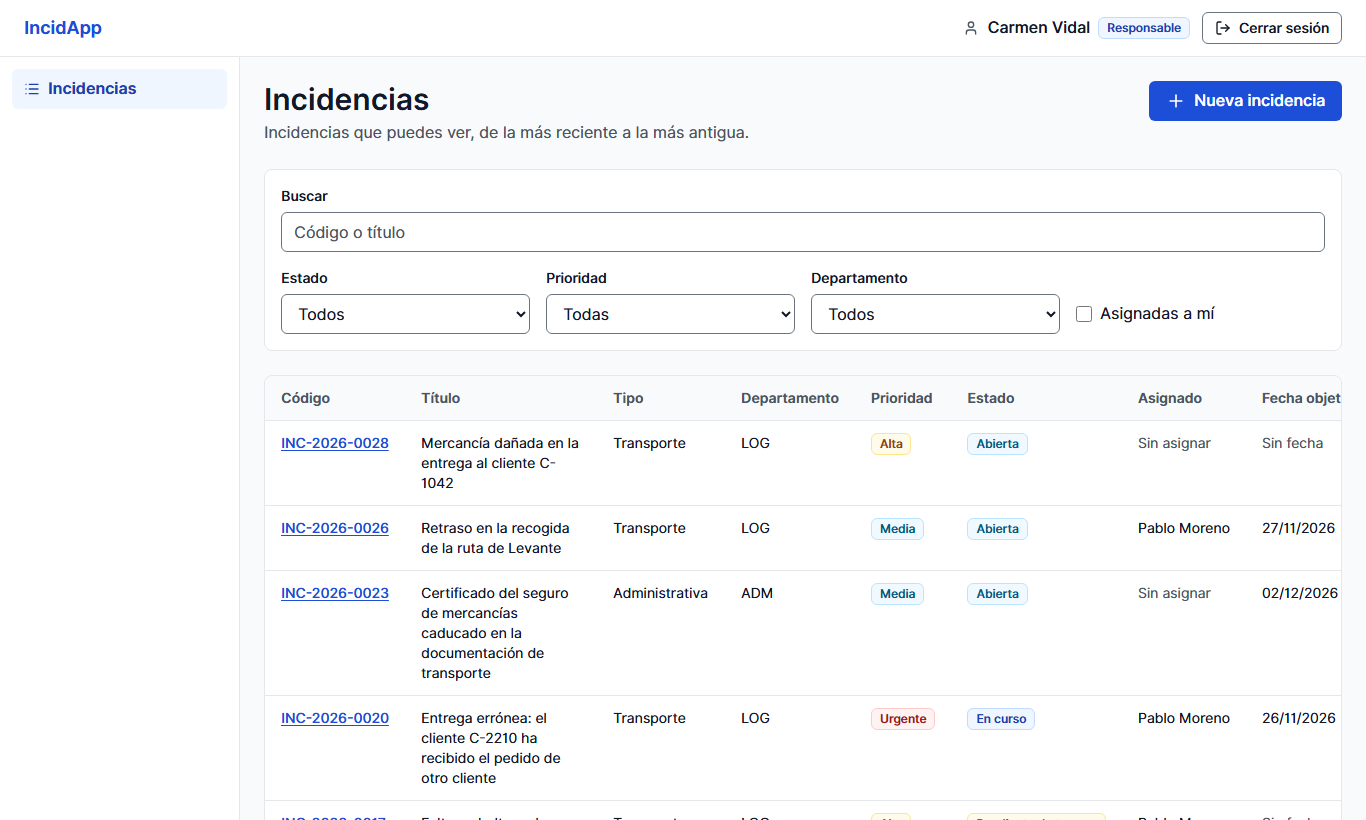 IncidApp
Carmen Vidal
Responsable
Cerrar sesión
Incidencias
Incidencias
Nueva incidencia
Incidencias que puedes ver, de la más reciente a la más antigua.
Buscar
Código o título
Estado
Prioridad
Departamento
Todos
Todas
Todos
Asignadas a mí
Código Título Tipo Departamento Prioridad Estado Asignado Fecha objet
INC-2026-0028 Mercancía dañada en la Transporte LOG Alta Abierta Sin asignar Sin fecha
entrega al cliente C-
1042
INC-2026-0026 Retraso en la recogida Transporte LOG Media Abierta Pablo Moreno 27/11/2026
de la ruta de Levante
INC-2026-0023 Certificado del seguro Administrativa ADM Media Abierta Sin asignar 02/12/2026
de mercancías
caducado en la
documentación de
transporte
INC-2026-0020 Entrega errónea: el Transporte LOG Urgente En curso Pablo Moreno 26/11/2026
cliente C-2210 ha
recibido el pedido de
otro cliente